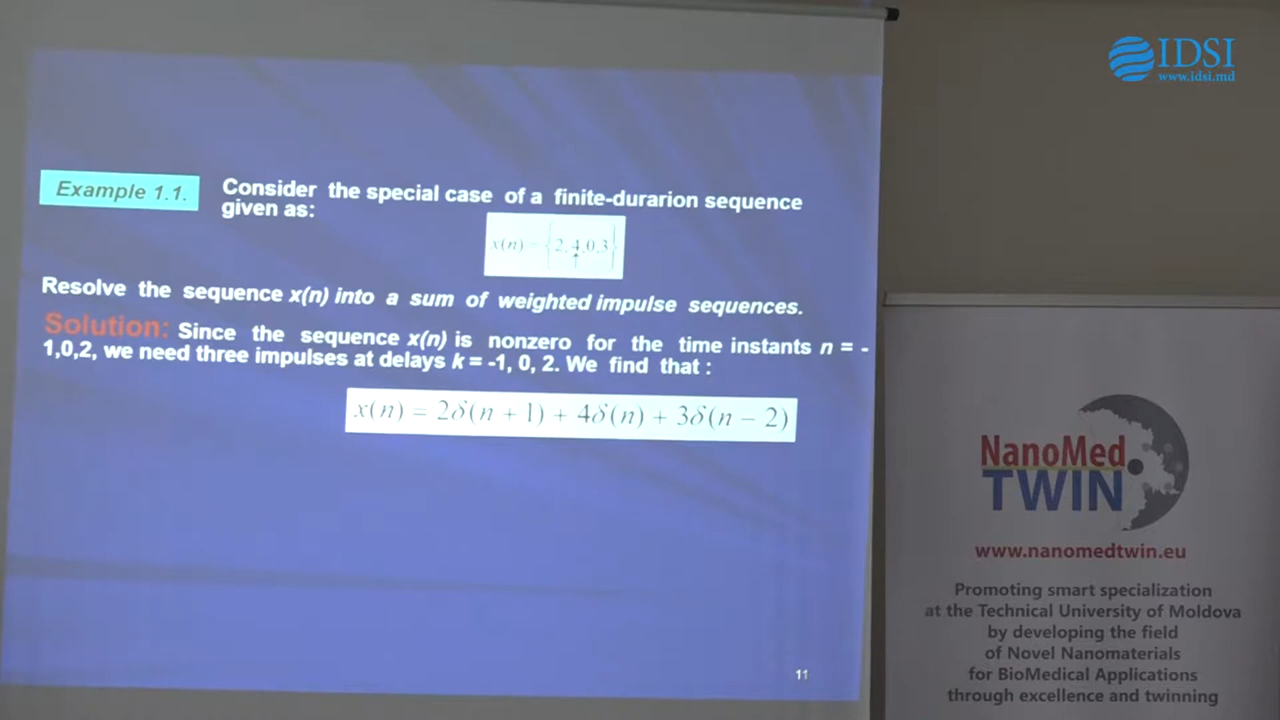 IDSI
www.idsi.md
Example 1.1.
Consider the special case of a finite-durarion sequence
given as:
x(n) = {2,4,0,3}
↑
Resolve the sequence x(n) into a sum of weighted impulse sequences.
Solution: Since the sequence x(n) is nonzero for the time instants n = -
1,0,2, we need three impulses at delays k = -1, 0, 2. We find that :
x(n) = 2δ(n + 1) + 4δ(n) + 3δ(n − 2)
11
NanoMed
TWIN
www.nanomedtwin.eu
Promoting smart specialization
at the Technical University of Moldova
by developing the field
of Novel Nanomaterials
for BioMedical Applications
through excellence and twinning